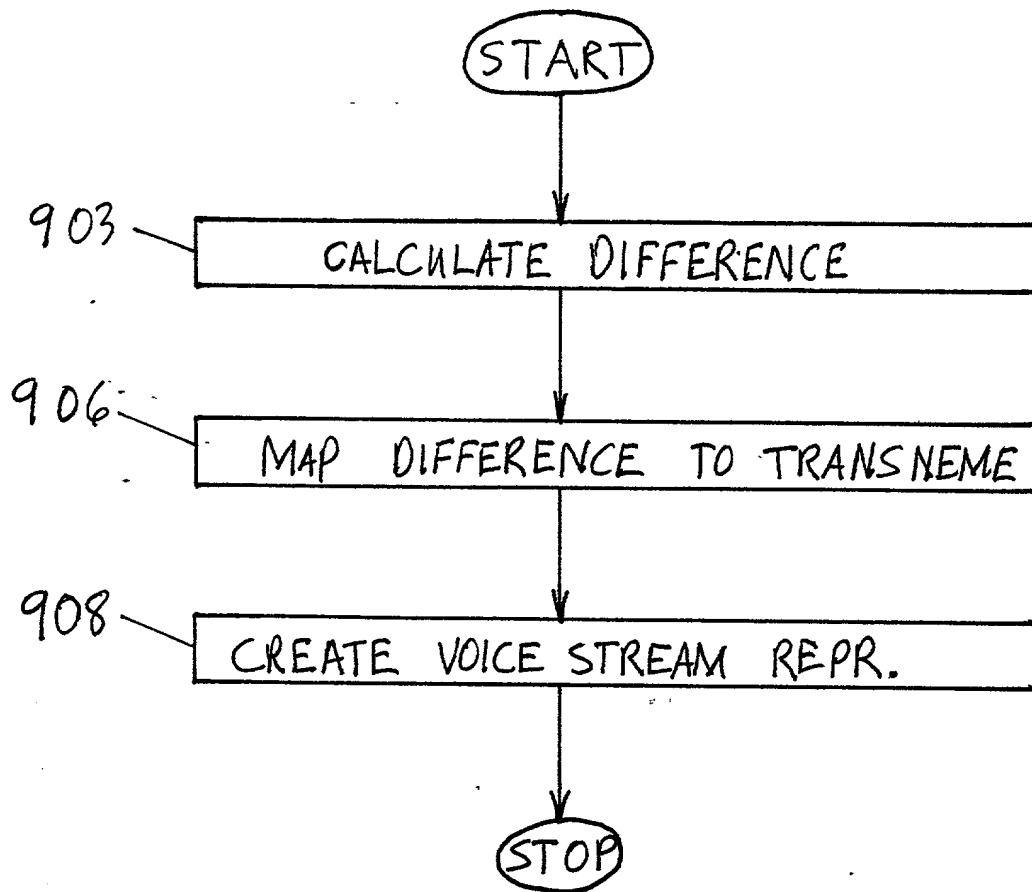 START
903
CALCULATE DIFFERENCE
906
MAP DIFFERENCE TO TRANSNEME
908
CREATE VOICE STREAM REPR.
STOP